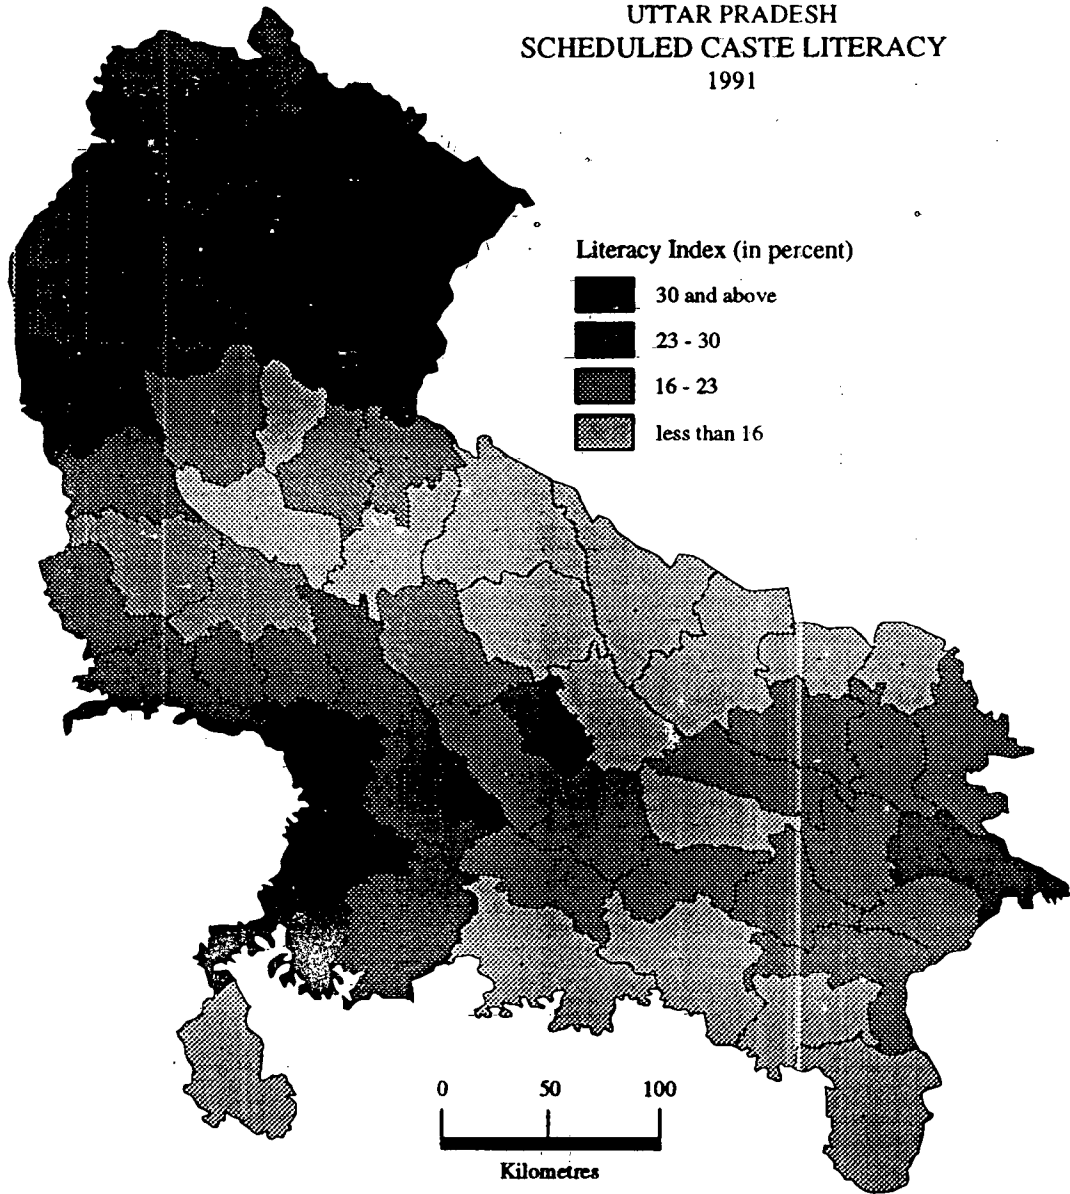 UTTAR PRADESH
SCHEDULED CASTE LITERACY
1991
Literacy Index (in percent)
30 and above
23 - 30
16 - 23
less than 16
0 50 100
Kilometres